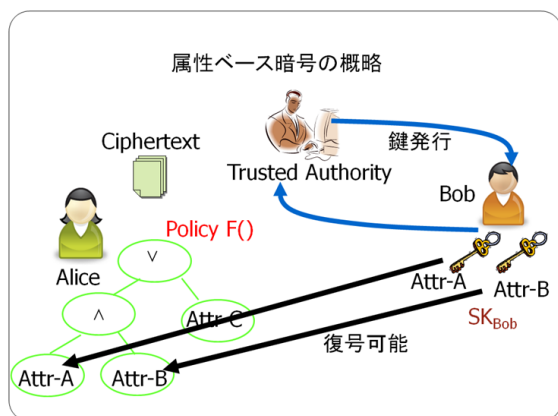 属性ベース暗号の概略
Ciphertext
鍵発行
Trusted Authority
Bob
Policy F()
Alice
∨
Attr-A
Attr-B
∧
Attr-C
SKBob
復号可能
Attr-A
Attr-B